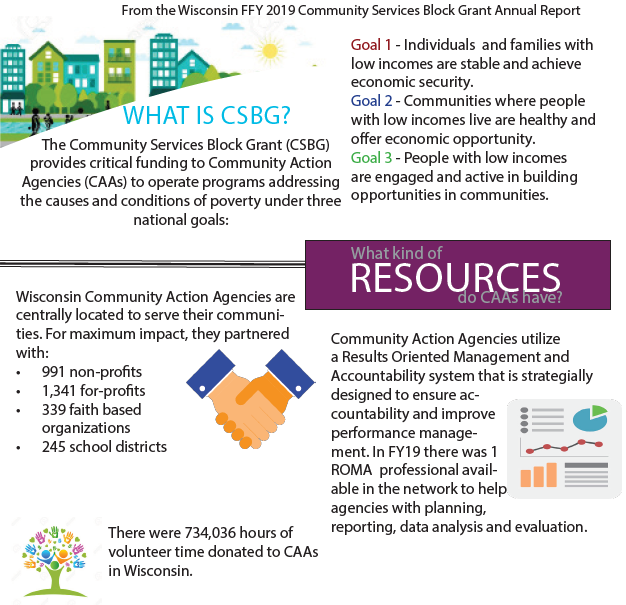 From the Wisconsin FFY 2019 Community Services Block Grant Annual Report
WHAT IS CSBG?
The Community Services Block Grant (CSBG)
provides critical funding to Community Action
Agencies (CAAs) to operate programs addressing
the causes and conditions of poverty under three
national goals:
Goal 1 - Individuals and families with
low incomes are stable and achieve
economic security.
Goal 2 - Communities where people
with low incomes live are healthy and
offer economic opportunity.
Goal 3 - People with low incomes
are engaged and active in building
opportunities in communities.
What kind of
RESOURCES
do CAAs have?
Wisconsin Community Action Agencies are
centrally located to serve their communi-
ties. For maximum impact, they partnered
with:
• 991 non-profits
• 1,341 for-profits
• 339 faith based
organizations
• 245 school districts
Community Action Agencies utilize
a Results Oriented Management and
Accountability system that is strategially
designed to ensure ac-
countability and improve
performance manage-
ment. In FY19 there was 1
ROMA professional avail-
able in the network to help
agencies with planning,
reporting, data analysis and evaluation.
There were 734,036 hours of
volunteer time donated to CAAs
in Wisconsin.